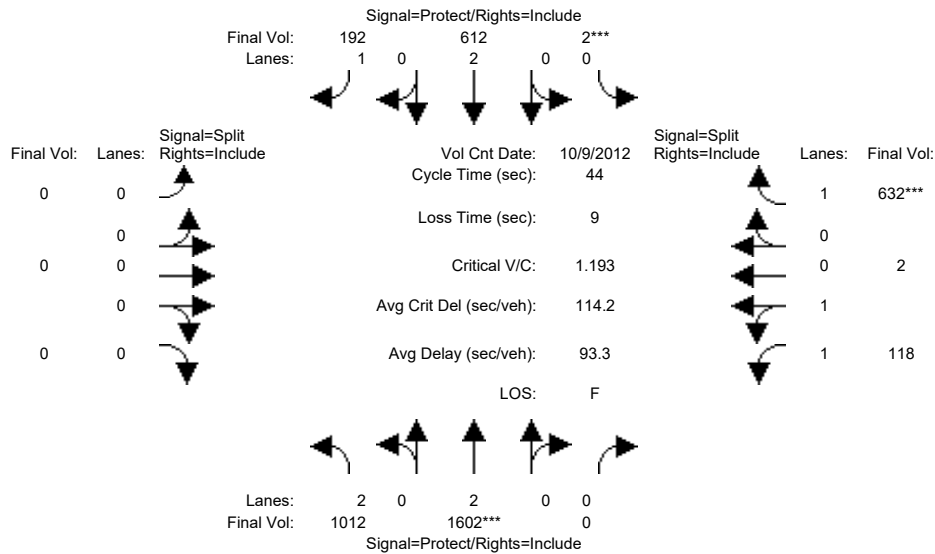 Signal=Protect/Rights=Include
Final Vol: 192 612 2***
Lanes: 1 0 2 0 0
Signal=Split Signal=Split
Final Vol: Lanes: Rights=Include Vol Cnt Date: 10/9/2012 Rights=Include Lanes: Final Vol:
Cycle Time (sec): 44
0 0 1 632***
Loss Time (sec): 9
0 0
0 0 Critical V/C: 1.193 0 2
0 Avg Crit Del (sec/veh): 114.2 1
0 0 Avg Delay (sec/veh): 93.3 1 118
LOS: F
Lanes: 2 0 2 0 0
Final Vol: 1012 1602*** 0
Signal=Protect/Rights=Include